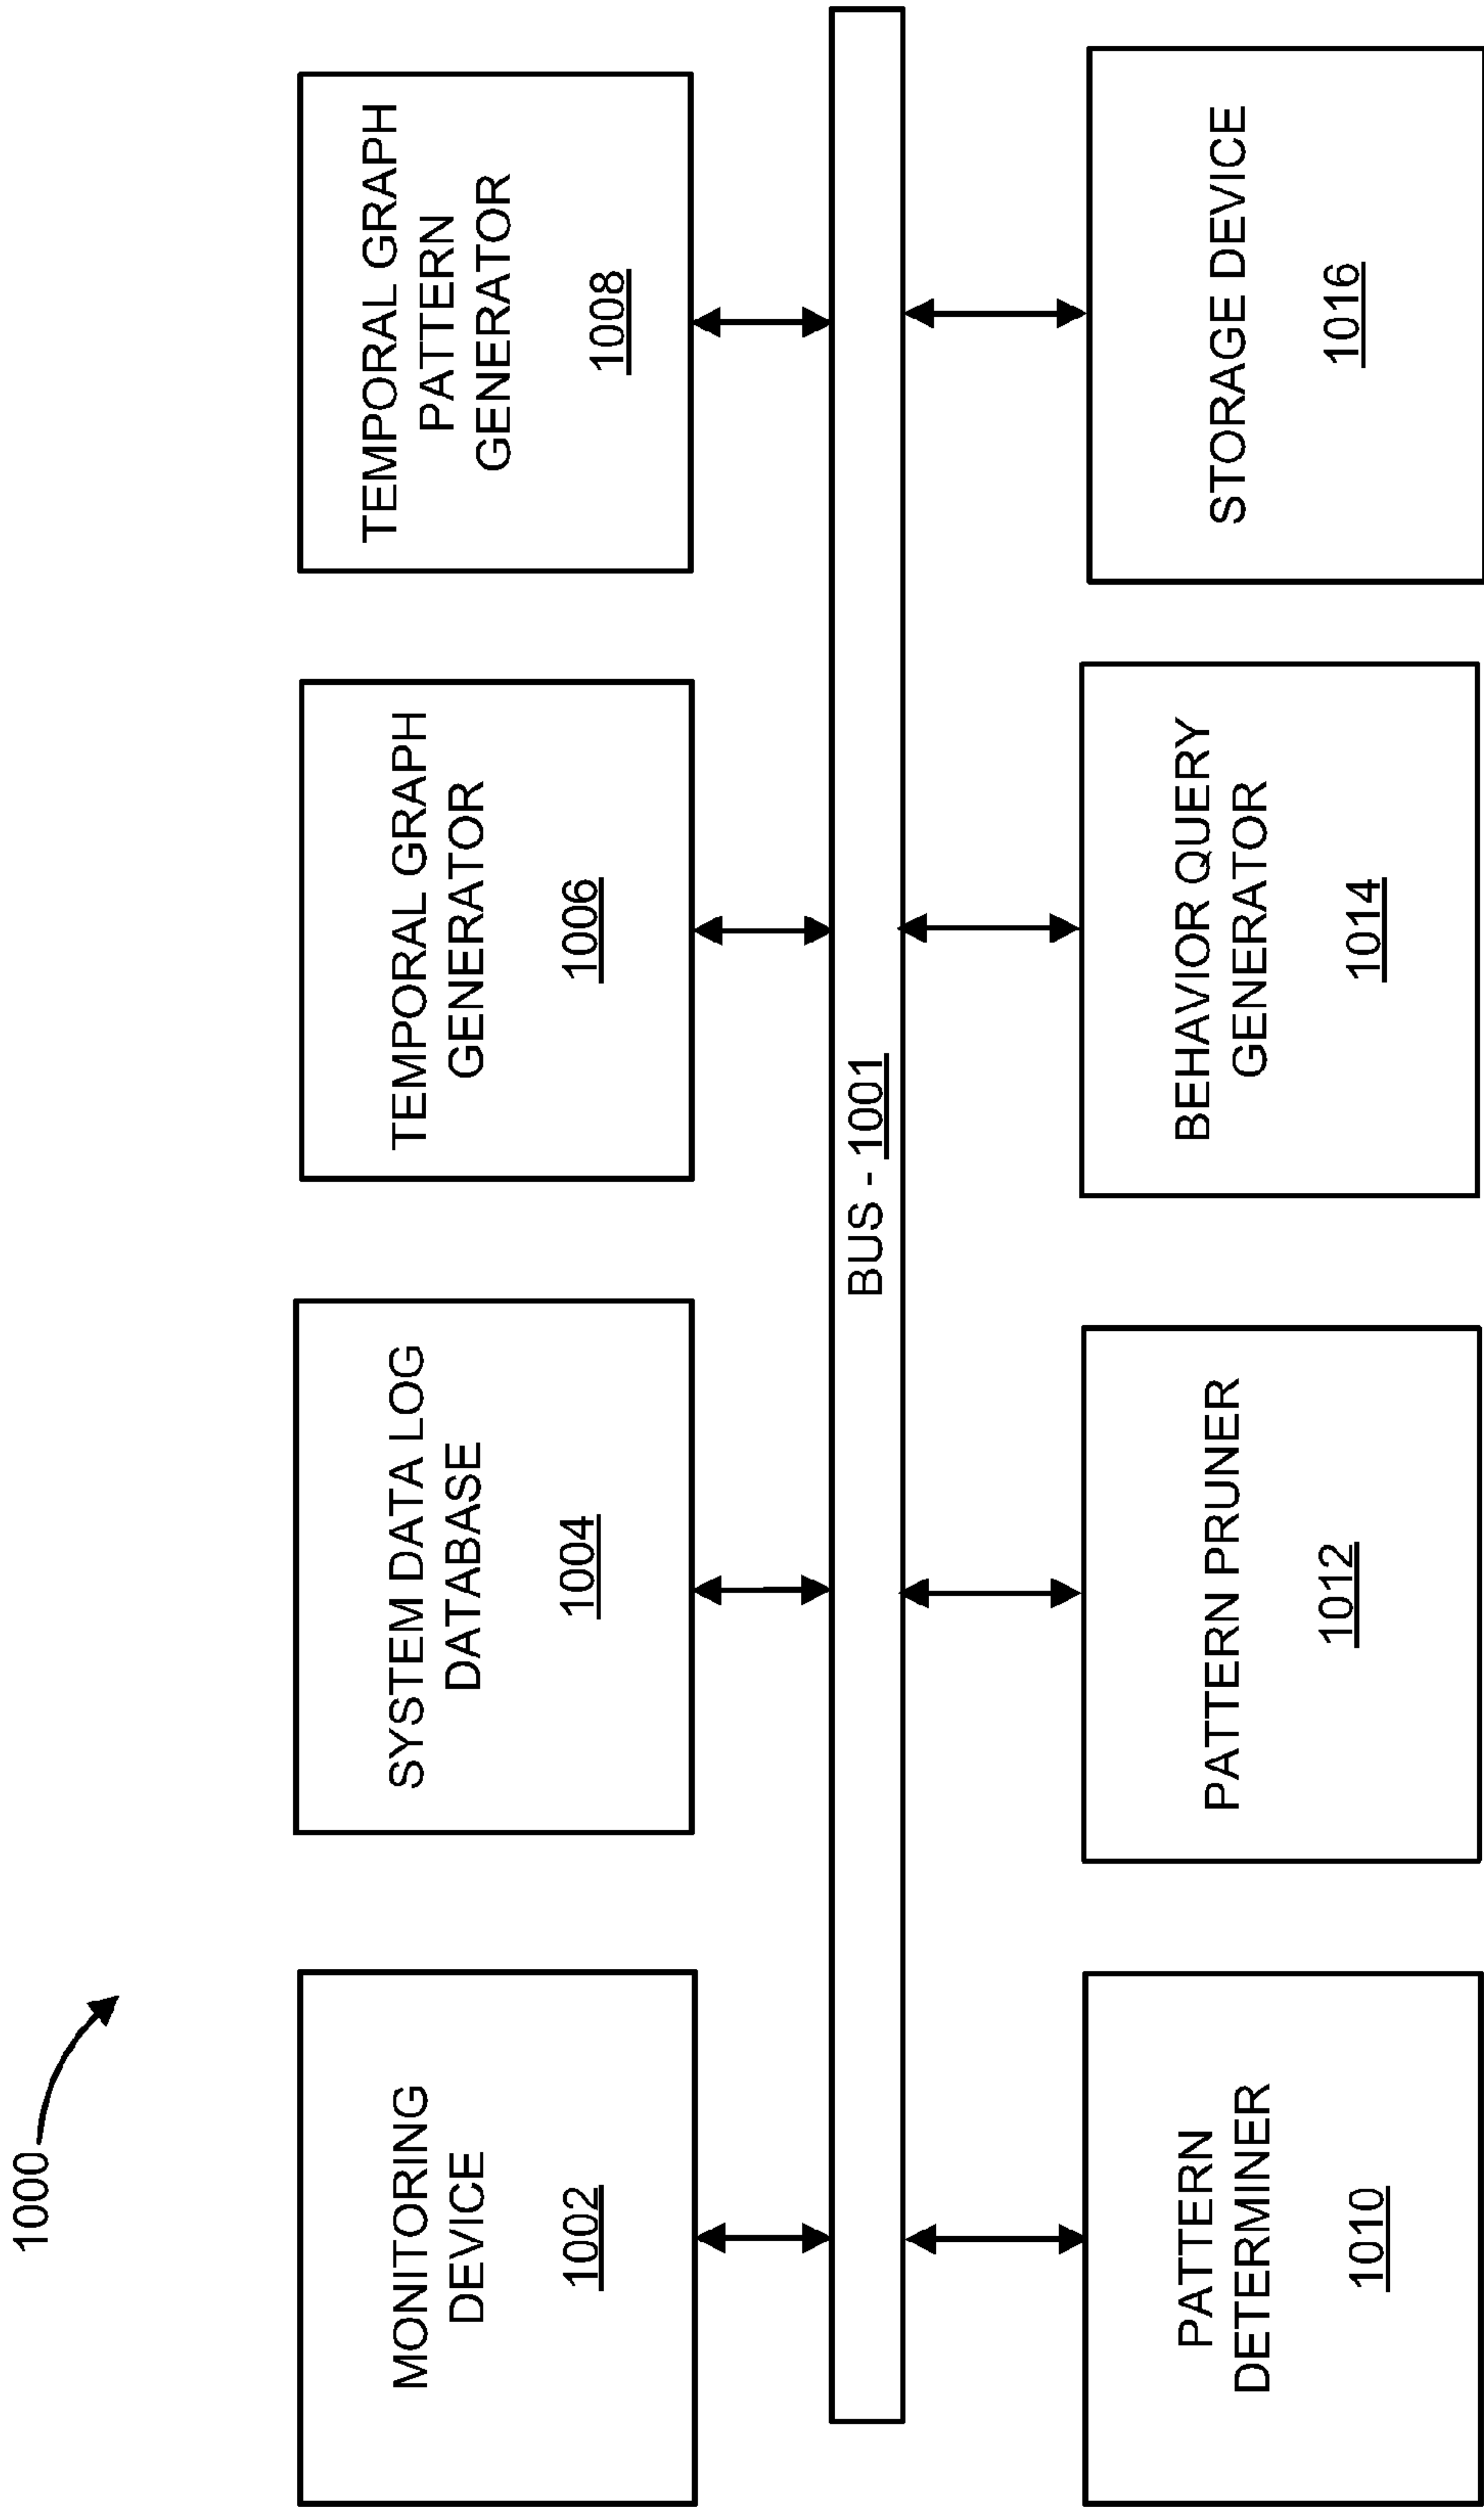 1000
MONITORING
DEVICE
1002
SYSTEM DATA LOG
DATABASE
1004
TEMPORAL GRAPH
GENERATOR
1006
TEMPORAL GRAPH
PATTERN
GENERATOR
1008
BUS - 1001
PATTERN
DETERMINER
1010
PATTERN PRUNER
1012
BEHAVIOR QUERY
GENERATOR
1014
STORAGE DEVICE
1016